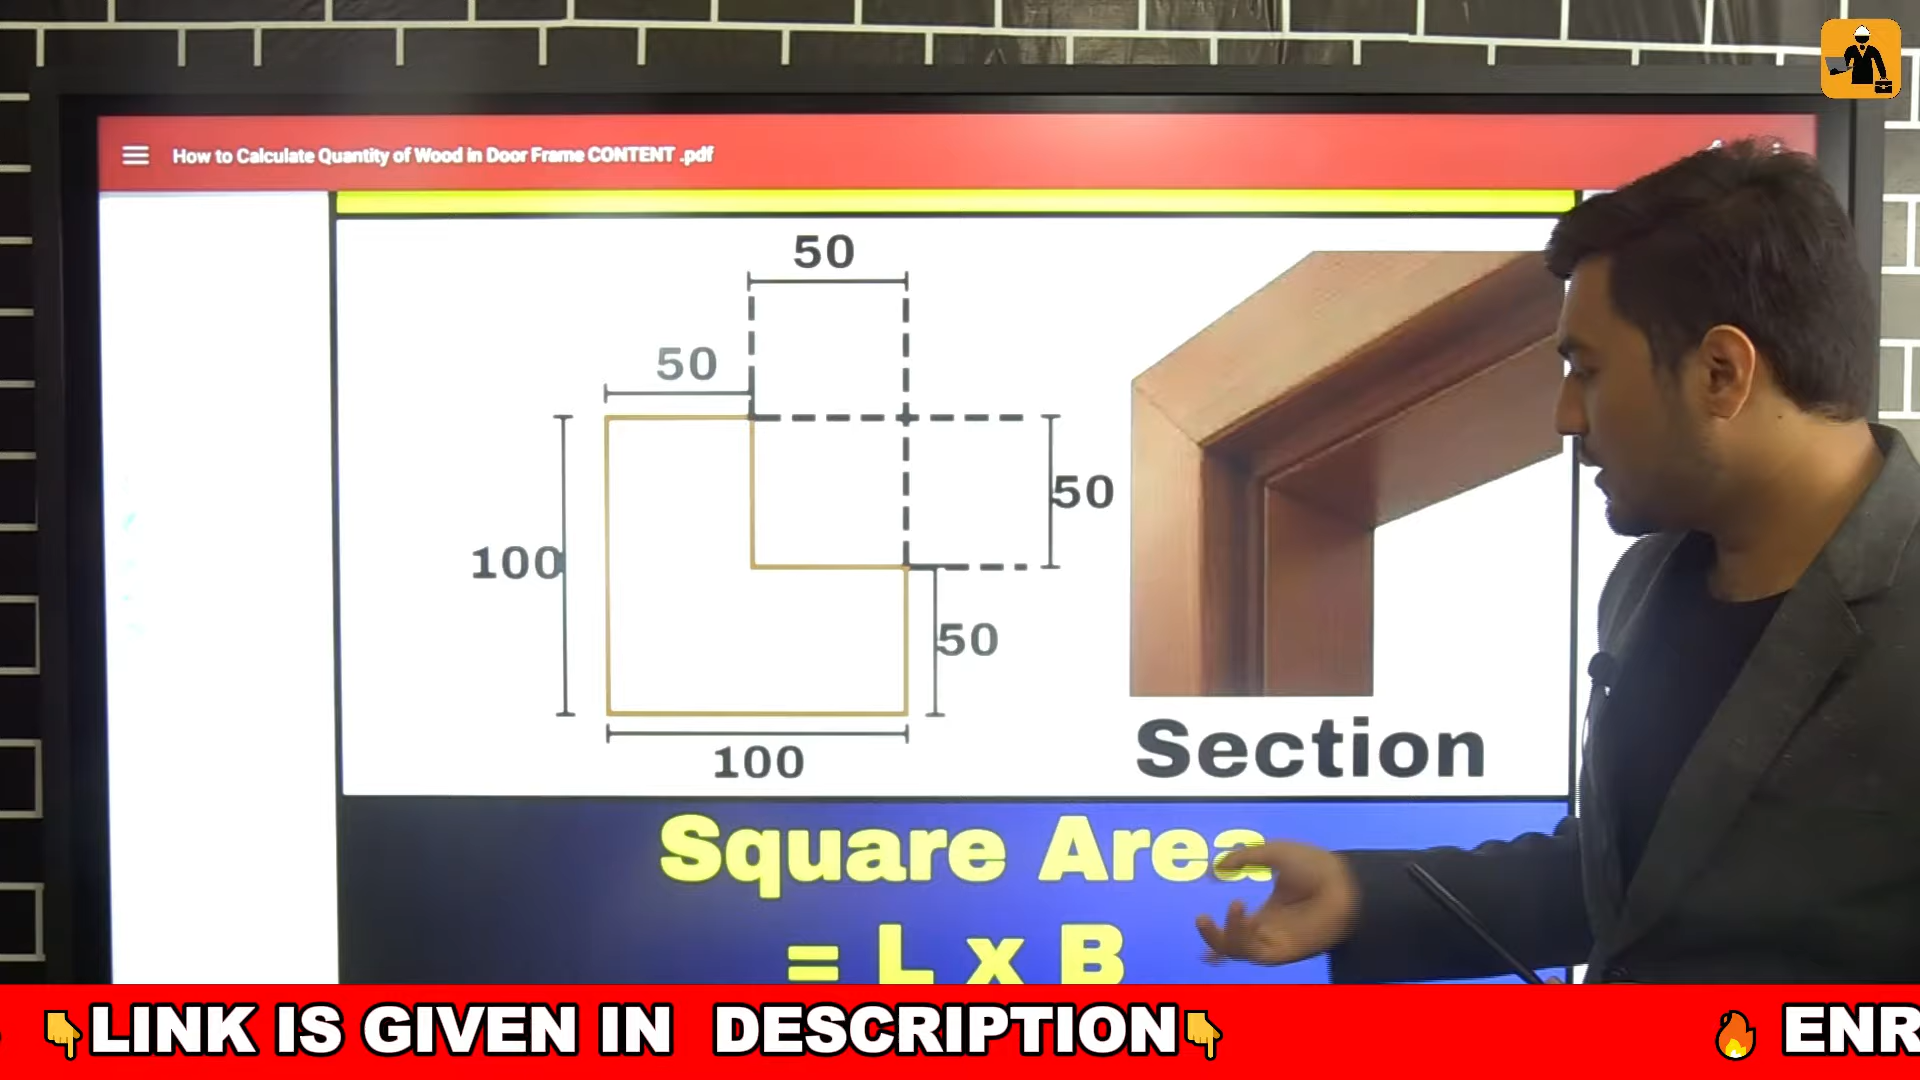 How to Calculate Quantity of Wood in Door Frame CONTENT .pdf
50
50
50
100
50
100
Section
Square Area
= L x B
👇LINK IS GIVEN IN DESCRIPTION👇
🔥 ENR